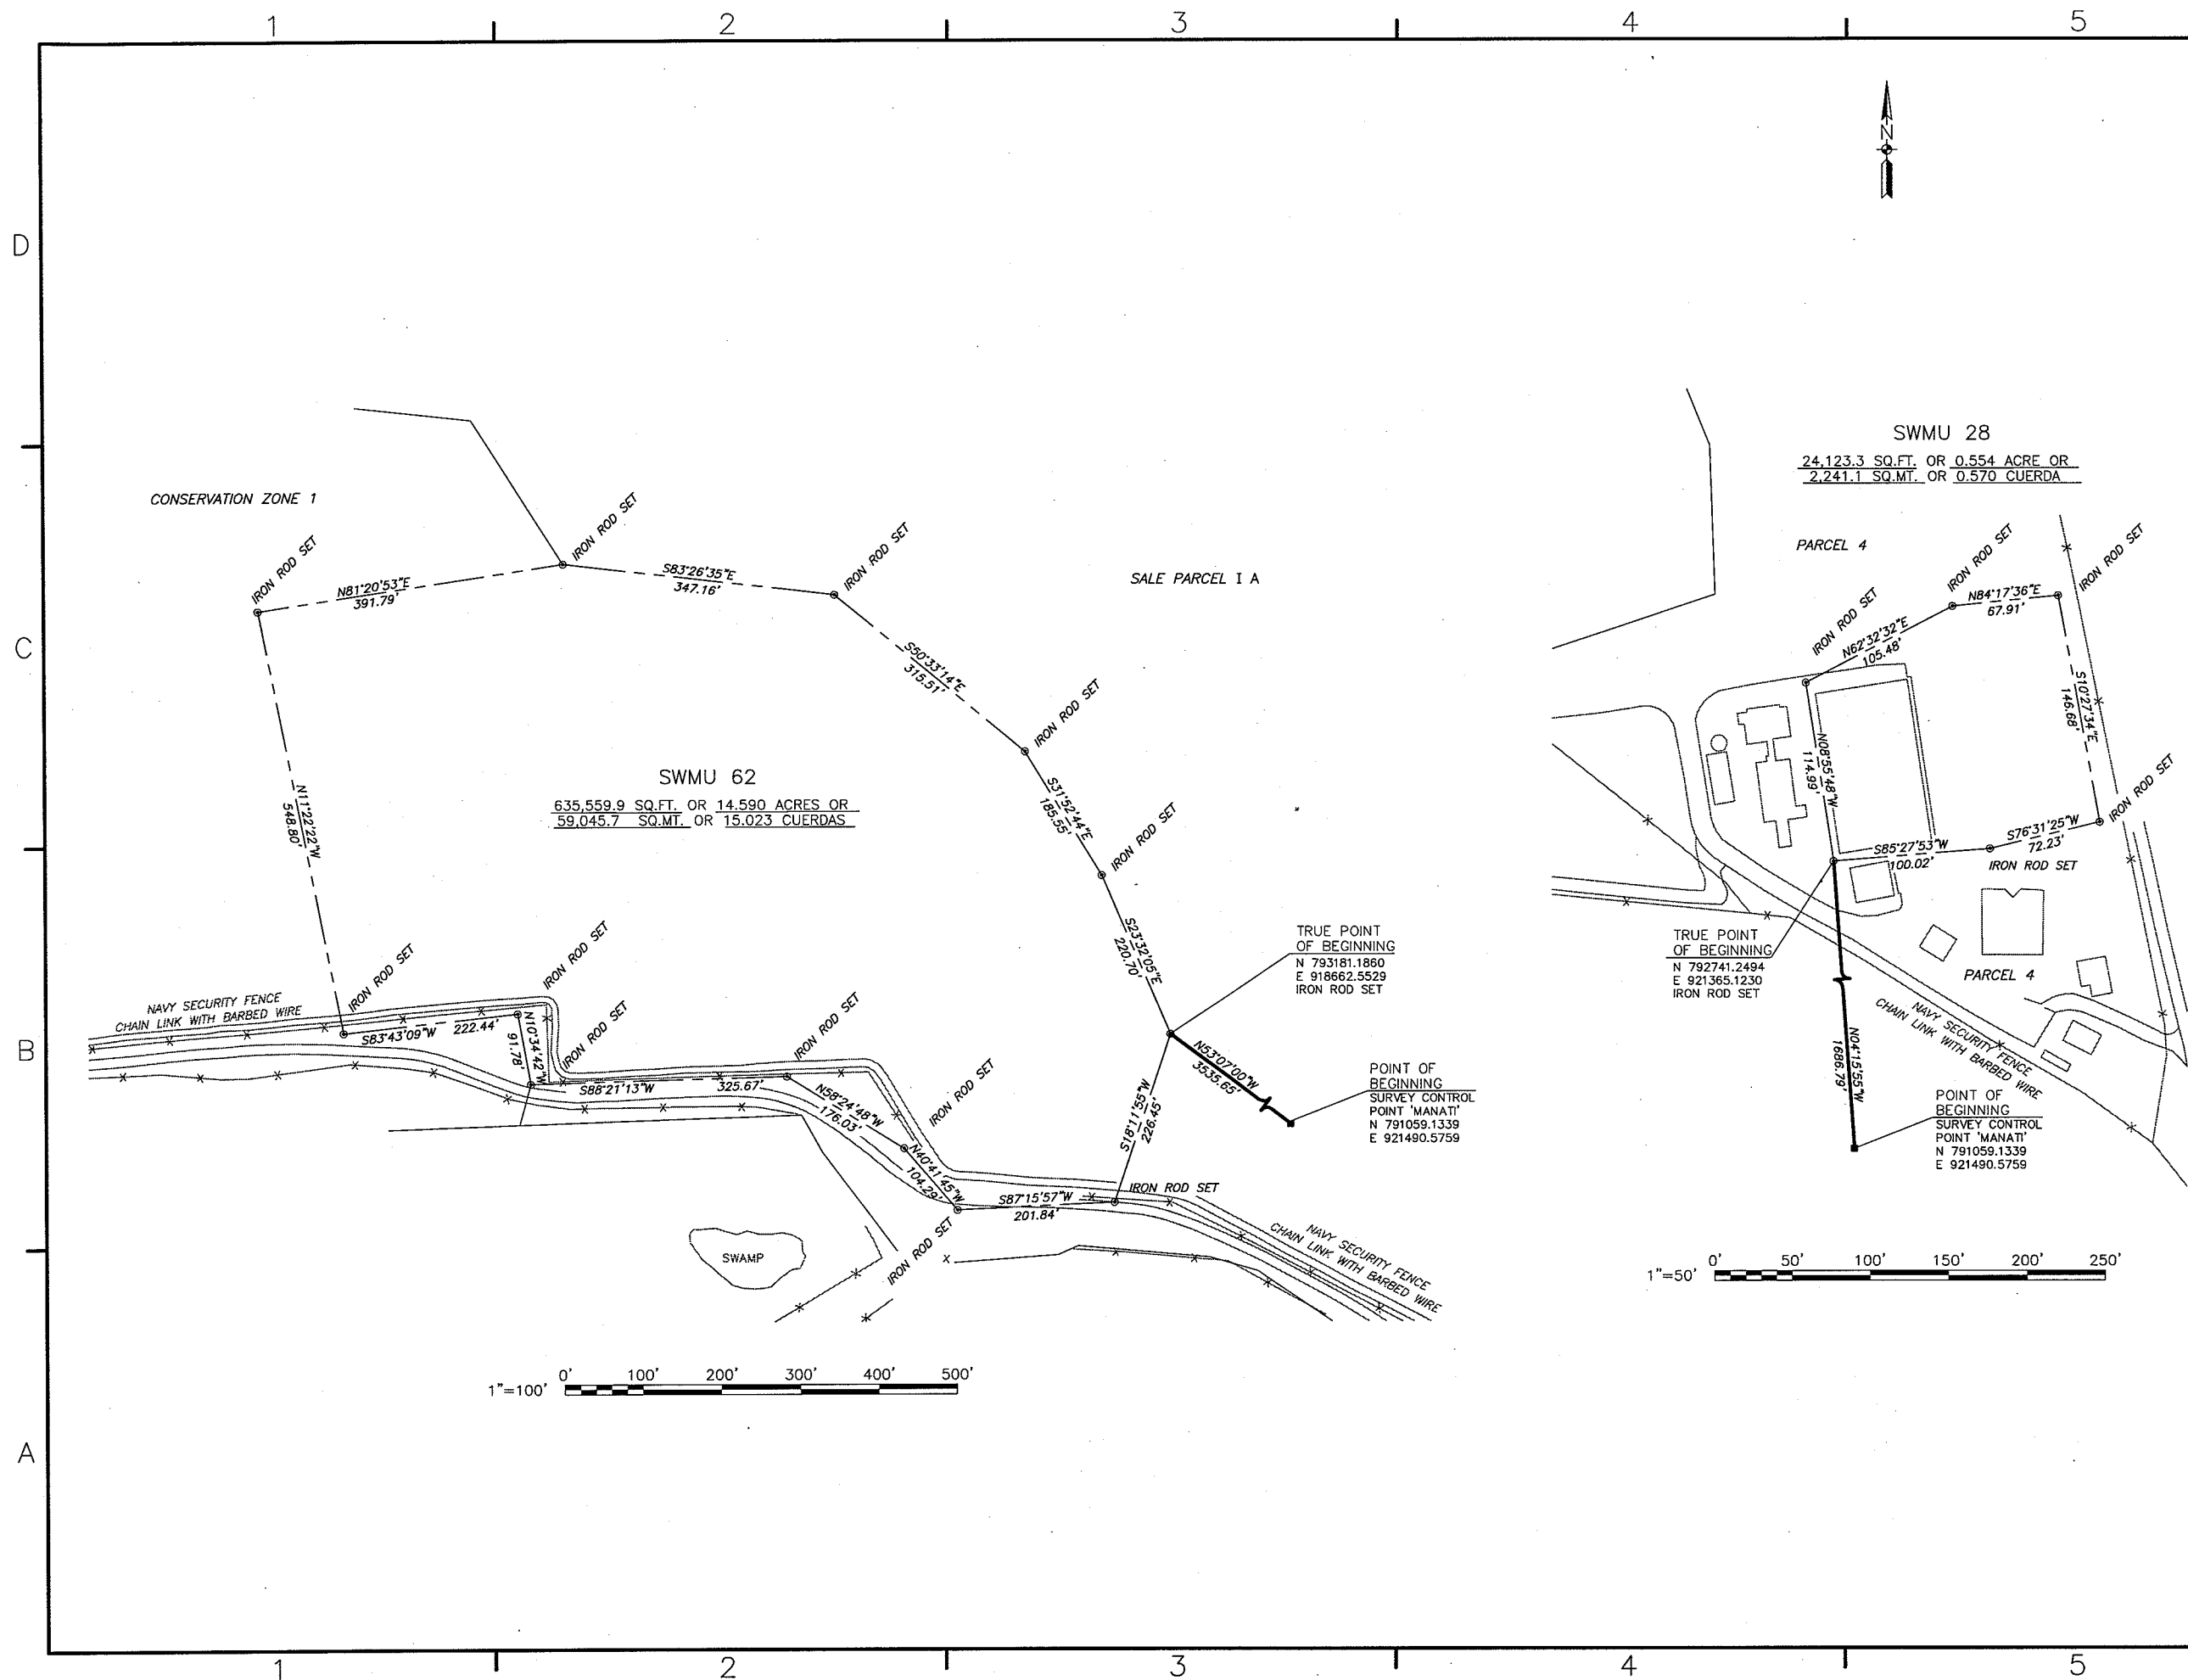 1
2
3
4
5
N
D
C
B
A
CONSERVATION ZONE 1
IRON ROD SET
N81°20'53"E
391.79'
IRON ROD SET
S83°26'35"E
347.16'
IRON ROD SET
SALE PARCEL I A
S50°33'14"E
315.51'
IRON ROD SET
S31°52'44"E
185.55'
IRON ROD SET
S23°32'05"E
220.70'
N11°22'22"W
548.80'
SWMU 62
635,559.9 SQ.FT. OR 14.590 ACRES OR
59,045.7 SQ.MT. OR 15.023 CUERDAS
TRUE POINT
OF BEGINNING
N 793181.1860
E 918662.5529
IRON ROD SET
NAVY SECURITY FENCE
CHAIN LINK WITH BARBED WIRE
IRON ROD SET
S83°43'09"W
222.44'
IRON ROD SET
N10°34'42"W
91.78'
IRON ROD SET
S88°21'13"W
325.67'
IRON ROD SET
N58°24'48"W
176.03'
IRON ROD SET
N40°41'45"W
104.29'
IRON ROD SET
S87°15'57"W
201.84'
IRON ROD SET
S18°11'55"W
226.45'
N53°07'00"W
3535.65'
POINT OF
BEGINNING
SURVEY CONTROL
POINT 'MANATI'
N 791059.1339
E 921490.5759
NAVY SECURITY FENCE
CHAIN LINK WITH BARBED WIRE
SWAMP
1"=100'
0' 100' 200' 300' 400' 500'
SWMU 28
24,123.3 SQ.FT. OR 0.554 ACRE OR
2,241.1 SQ.MT. OR 0.570 CUERDA
PARCEL 4
IRON ROD SET
N62°32'32"E
105.48'
IRON ROD SET
N84°17'36"E
67.91'
IRON ROD SET
S10°27'34"E
146.68'
IRON ROD SET
S76°31'25"W
72.23'
IRON ROD SET
S85°27'53"W
100.02'
N08°55'48"W
114.99'
TRUE POINT
OF BEGINNING
N 792741.2494
E 921365.1230
IRON ROD SET
PARCEL 4
NAVY SECURITY FENCE
CHAIN LINK WITH BARBED WIRE
N04°15'55"W
1686.79'
POINT OF
BEGINNING
SURVEY CONTROL
POINT 'MANATI'
N 791059.1339
E 921490.5759
1"=50'
0' 50' 100' 150' 200' 250'
1
2
3
4
5